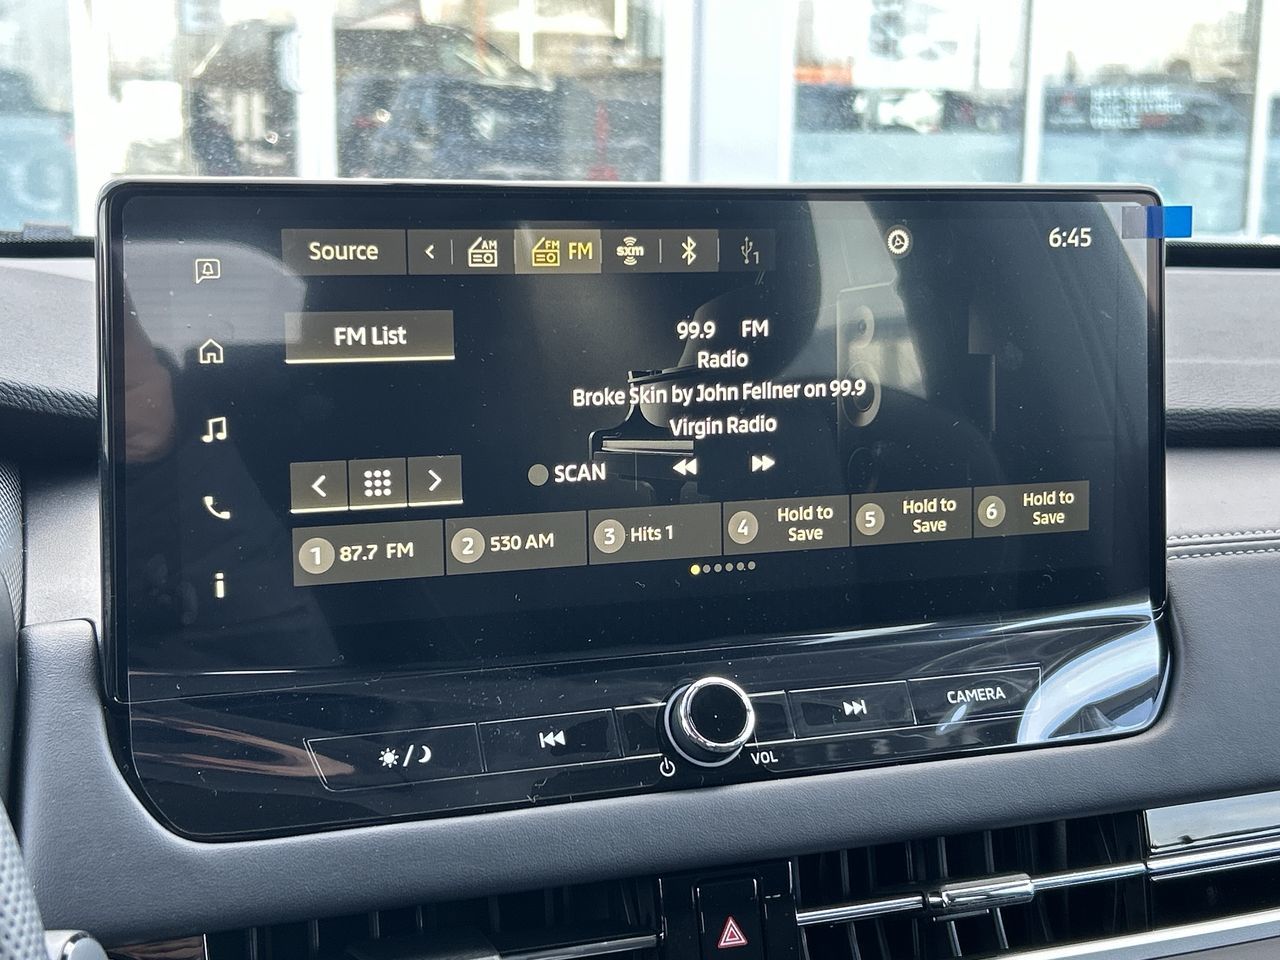 Source
AM
FM FM
sxm
1
6:45
FM List
99.9 FM
Radio
Broke Skin by John Fellner on 99.9
Virgin Radio
SCAN
1 87.7 FM
2 530 AM
3 Hits 1
4 Hold to
Save
5 Hold to
Save
6 Hold to
Save
CAMERA
VOL